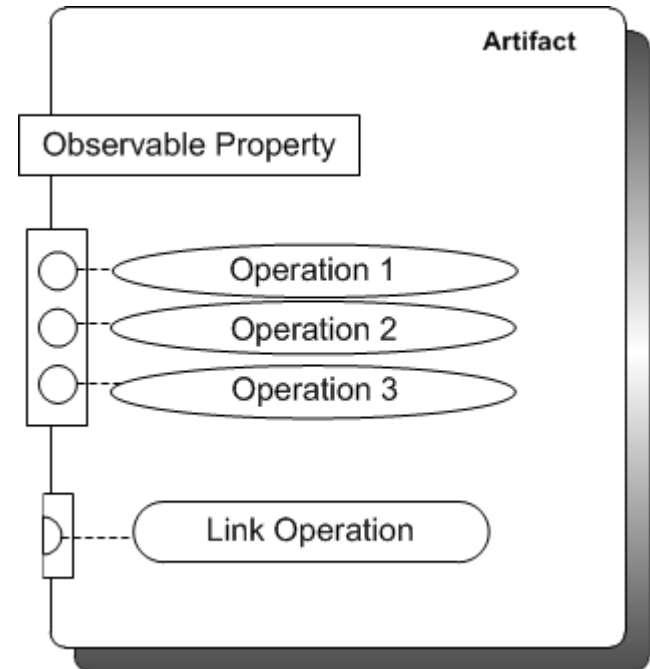 Artifact
Observable Property
Operation 1
Operation 2
Operation 3
Link Operation